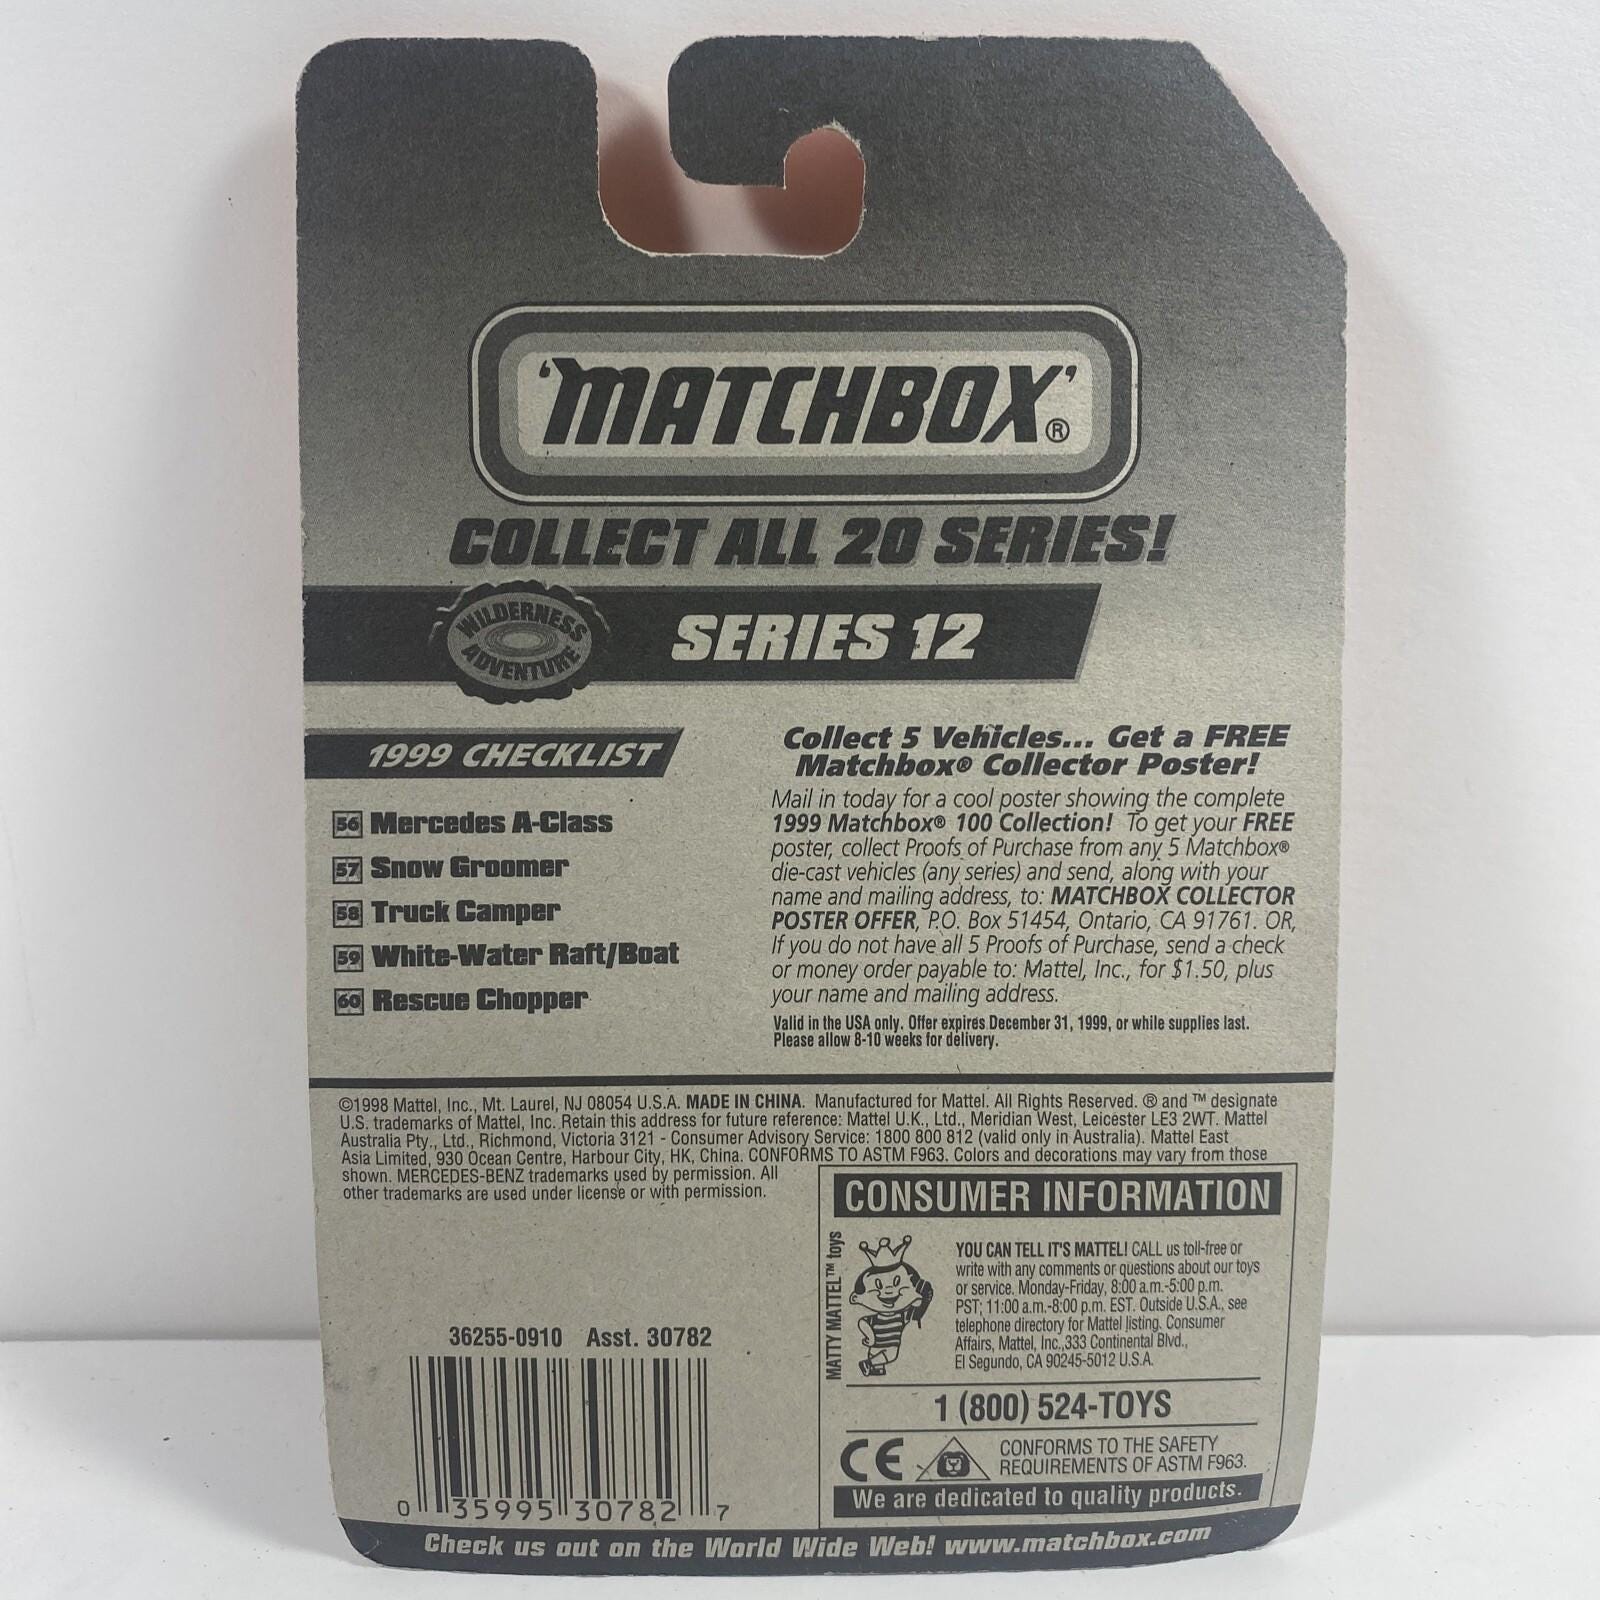 'MATCHBOX'®
COLLECT ALL 20 SERIES!
WILDERNESS
ADVENTURE
SERIES 12
1999 CHECKLIST
56 Mercedes A-Class
57 Snow Groomer
58 Truck Camper
59 White-Water Raft/Boat
60 Rescue Chopper
Collect 5 Vehicles... Get a FREE
Matchbox® Collector Poster!
Mail in today for a cool poster showing the complete
1999 Matchbox® 100 Collection! To get your FREE
poster, collect Proofs of Purchase from any 5 Matchbox®
die-cast vehicles (any series) and send, along with your
name and mailing address, to: MATCHBOX COLLECTOR
POSTER OFFER, P.O. Box 51454, Ontario, CA 91761. OR,
If you do not have all 5 Proofs of Purchase, send a check
or money order payable to: Mattel, Inc., for $1.50, plus
your name and mailing address.
Valid in the USA only. Offer expires December 31, 1999, or while supplies last.
Please allow 8-10 weeks for delivery.
©1998 Mattel, Inc., Mt. Laurel, NJ 08054 U.S.A. MADE IN CHINA. Manufactured for Mattel. All Rights Reserved. ® and ™ designate
U.S. trademarks of Mattel, Inc. Retain this address for future reference: Mattel U.K., Ltd., Meridian West, Leicester LE3 2WT. Mattel
Australia Pty., Ltd., Richmond, Victoria 3121 - Consumer Advisory Service: 1800 800 812 (valid only in Australia). Mattel East
Asia Limited, 930 Ocean Centre, Harbour City, HK, China. CONFORMS TO ASTM F963. Colors and decorations may vary from those
shown. MERCEDES-BENZ trademarks used by permission. All
other trademarks are used under license or with permission.
36255-0910 Asst. 30782
0 35995 30782 7
CONSUMER INFORMATION
MATTY MATTEL™ toys
YOU CAN TELL IT'S MATTEL! CALL us toll-free or
write with any comments or questions about our toys
or service. Monday-Friday, 8:00 a.m.-5:00 p.m.
PST; 11:00 a.m.-8:00 p.m. EST. Outside U.S.A., see
telephone directory for Mattel listing. Consumer
Affairs, Mattel, Inc.,333 Continental Blvd.,
El Segundo, CA 90245-5012 U.S.A.
1 (800) 524-TOYS
CE
CONFORMS TO THE SAFETY
REQUIREMENTS OF ASTM F963.
We are dedicated to quality products.
Check us out on the World Wide Web! www.matchbox.com